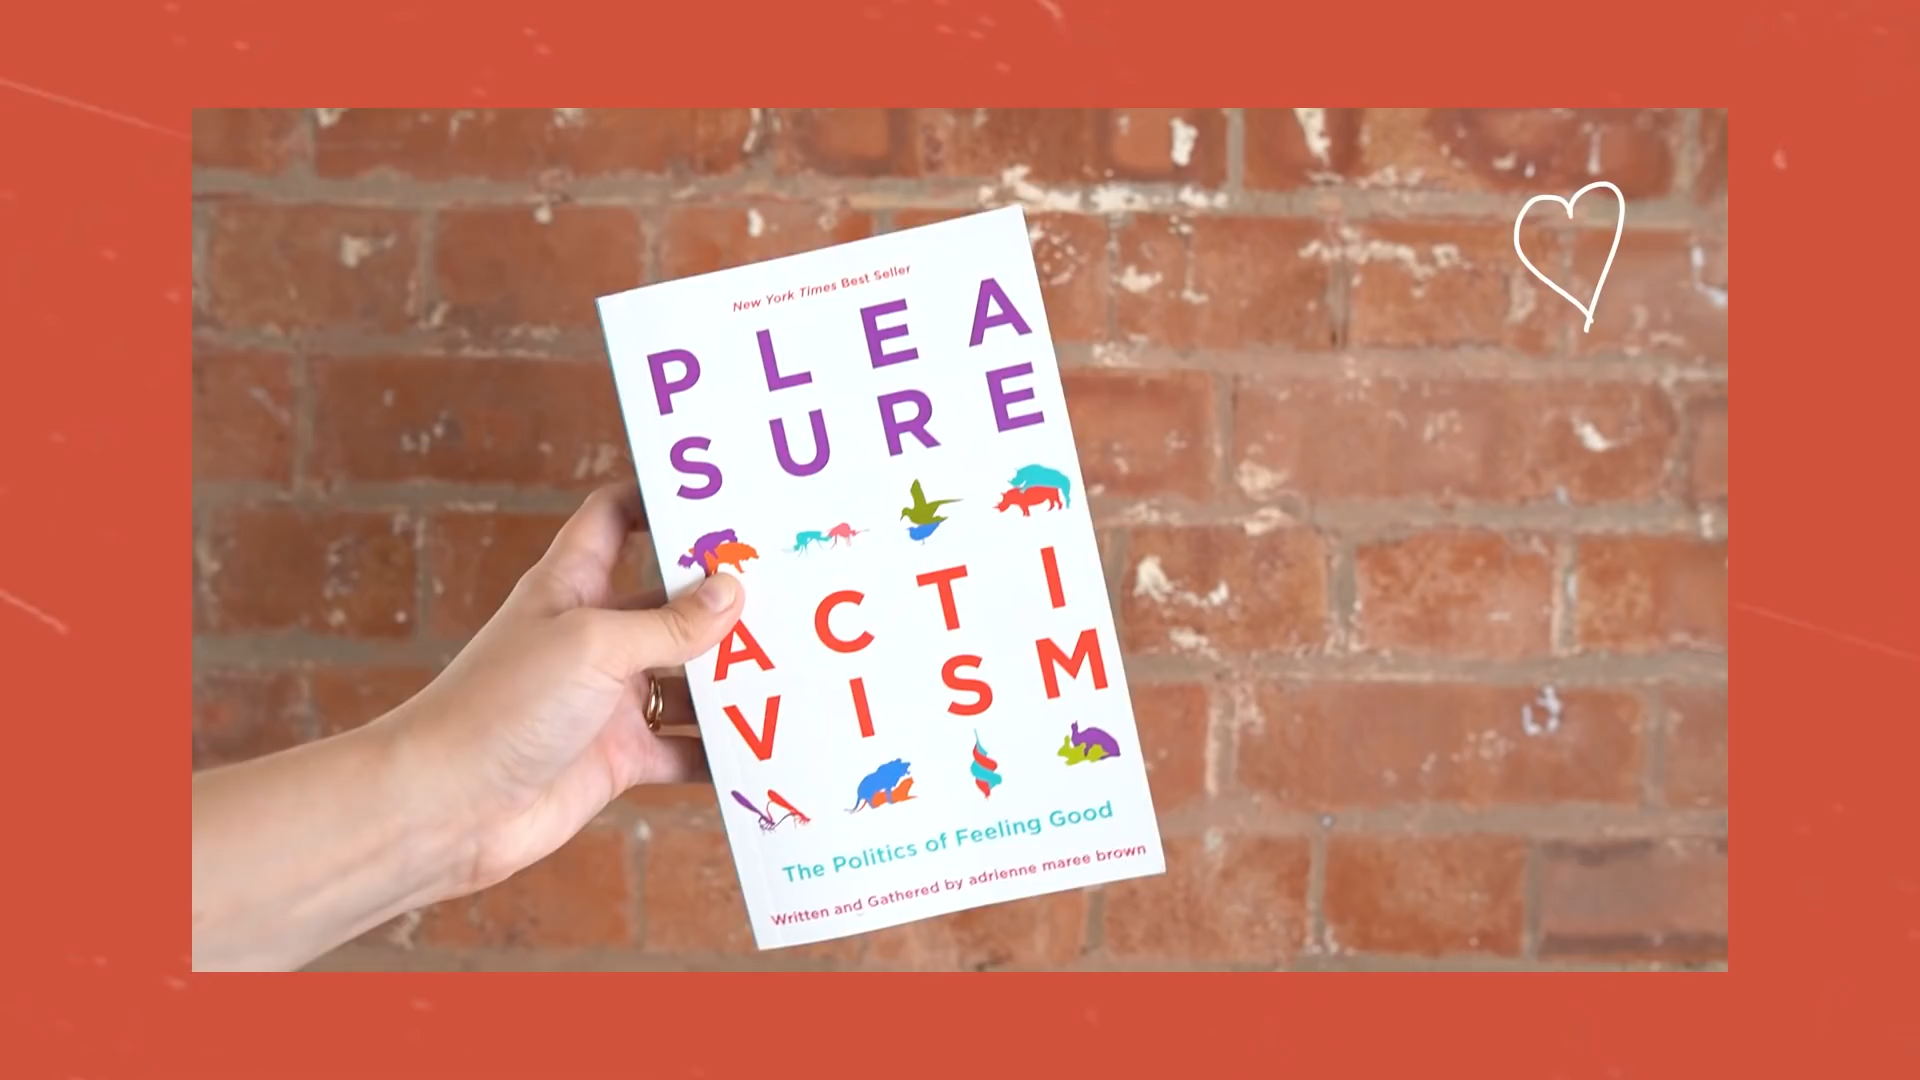 New York Times Best Seller
PLEA
SURE
ACTI
VISM
The Politics of Feeling Good
Written and Gathered by adrienne maree brown